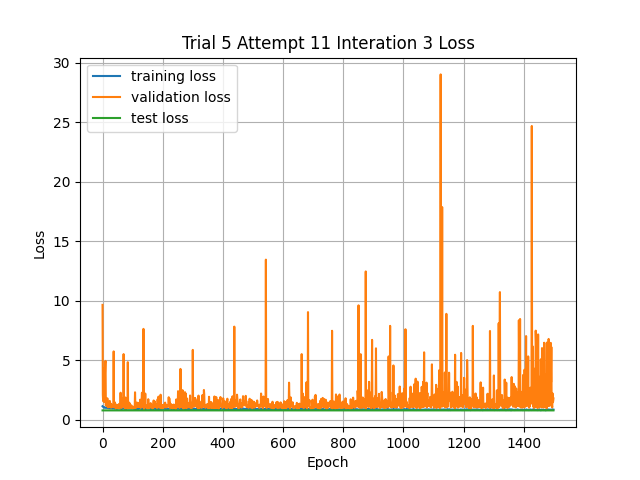 Trial 5 Attempt 11 Interation 3 Loss
30
25
20
15
10
5
0
Loss
training loss
validation loss
test loss
0 200 400 600 800 1000 1200 1400
Epoch